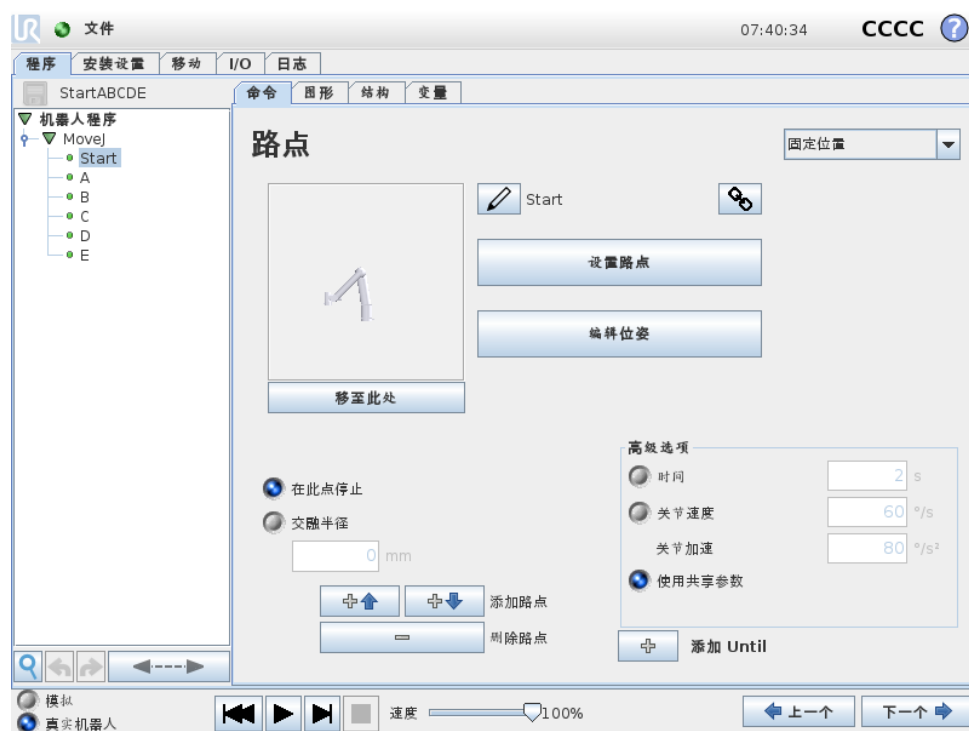 UR 文件 07:40:34 CCCC ?
程序 安装设置 移动 I/O 日志
StartABCDE
命令 图形 结构 变量
机器人程序
MoveJ
Start
A
B
C
D
E
路点
固定位置
Start
设置路点
编辑位姿
移至此处
在此点停止
交融半径
0 mm
添加路点
删除路点
高级选项
时间 2 s
关节速度 60 °/s
关节加速 80 °/s²
使用共享参数
添加 Until
模拟
真实机器人
速度 100%
上一个 下一个